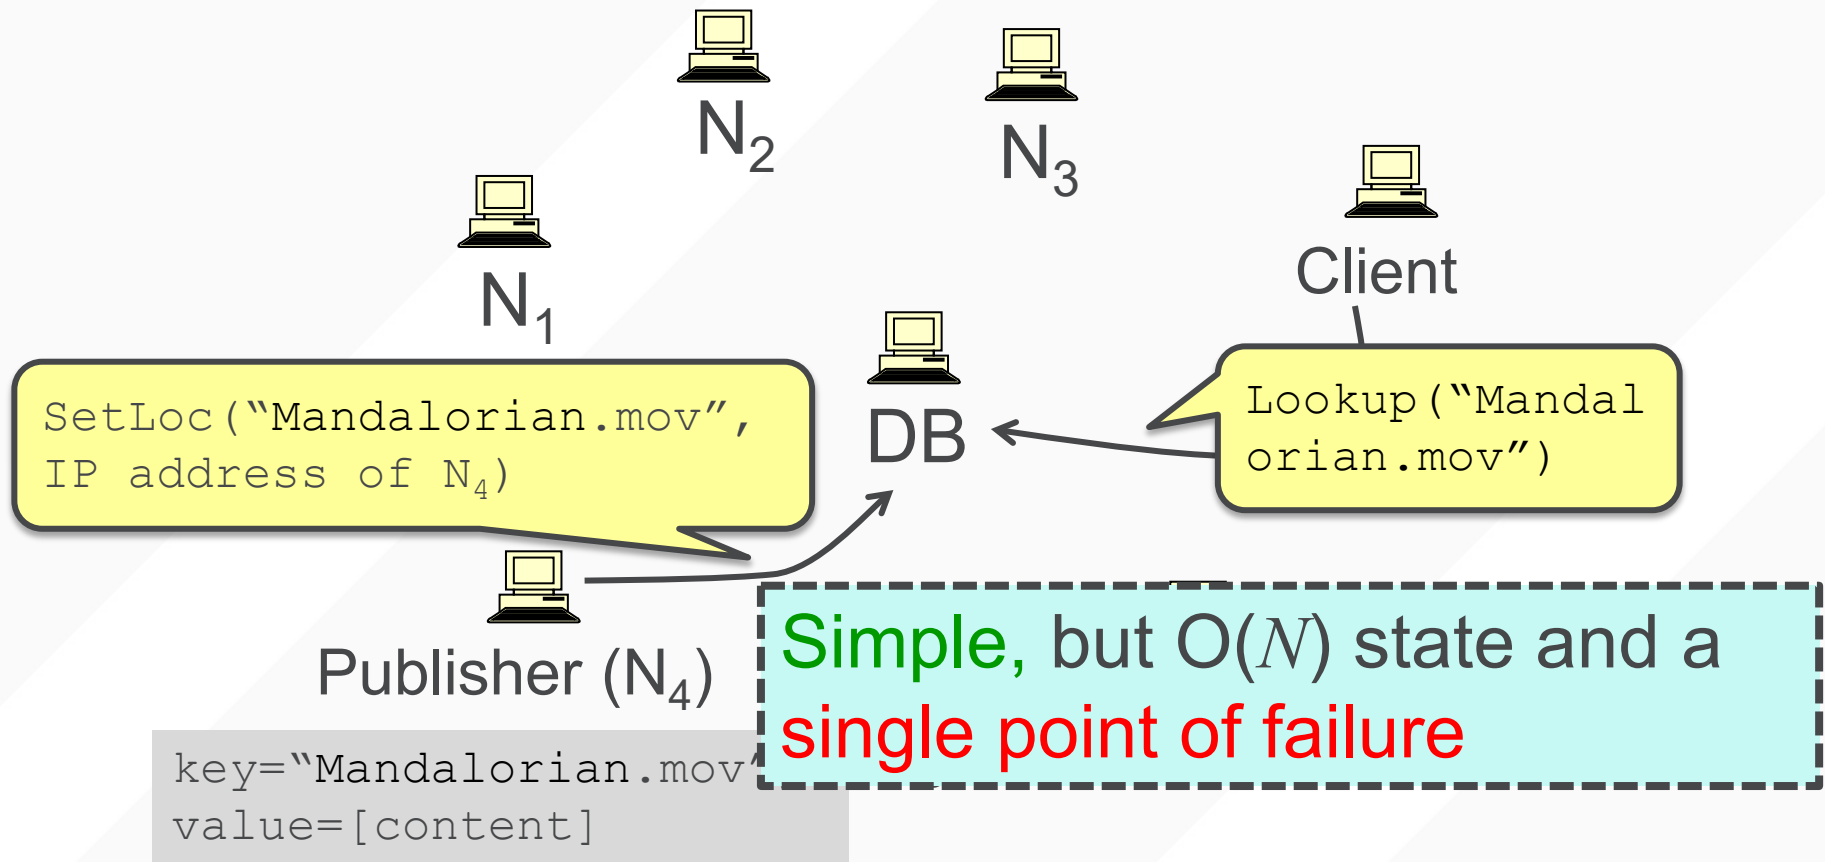 N2
N3
N1
Client
SetLoc(“Mandalorian.mov”,
IP address of N4)
DB
Lookup(“Mandal
orian.mov”)
Publisher (N4)
Simple, but O(N) state and a
single point of failure
key=“Mandalorian.mov”
value=[content]